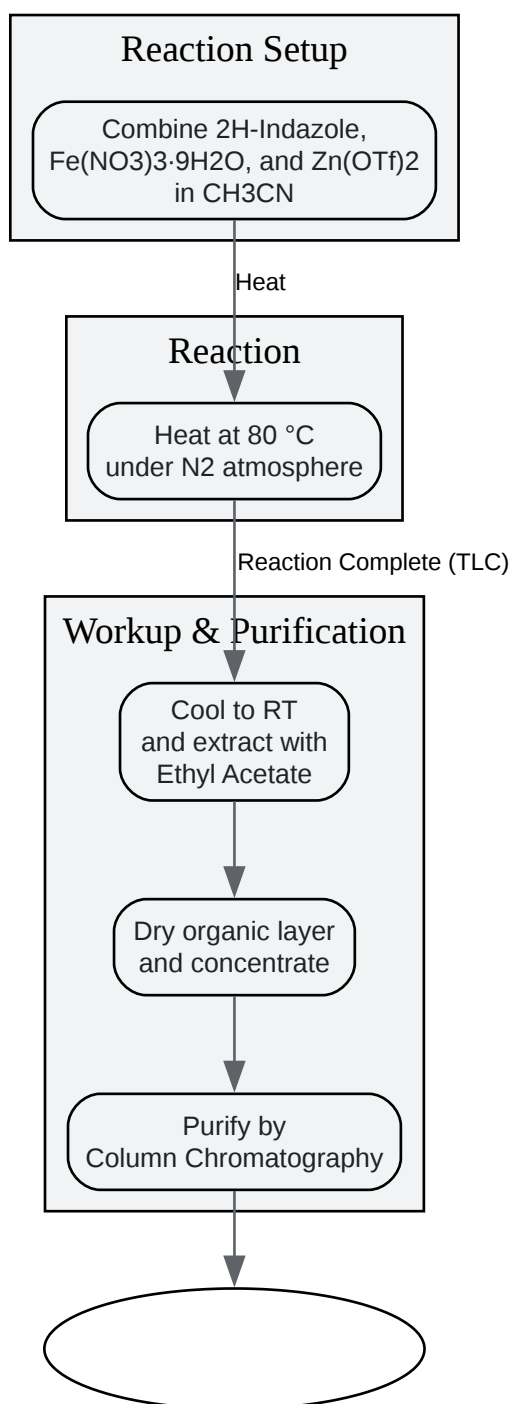 Reaction Setup
Combine 2H-Indazole,
Fe(NO3)3·9H2O, and Zn(OTf)2
in CH3CN
Heat
Reaction
Heat at 80 °C
under N2 atmosphere
Reaction Complete (TLC)
Workup & Purification
Cool to RT
and extract with
Ethyl Acetate
Dry organic layer
and concentrate
Purify by
Column Chromatography